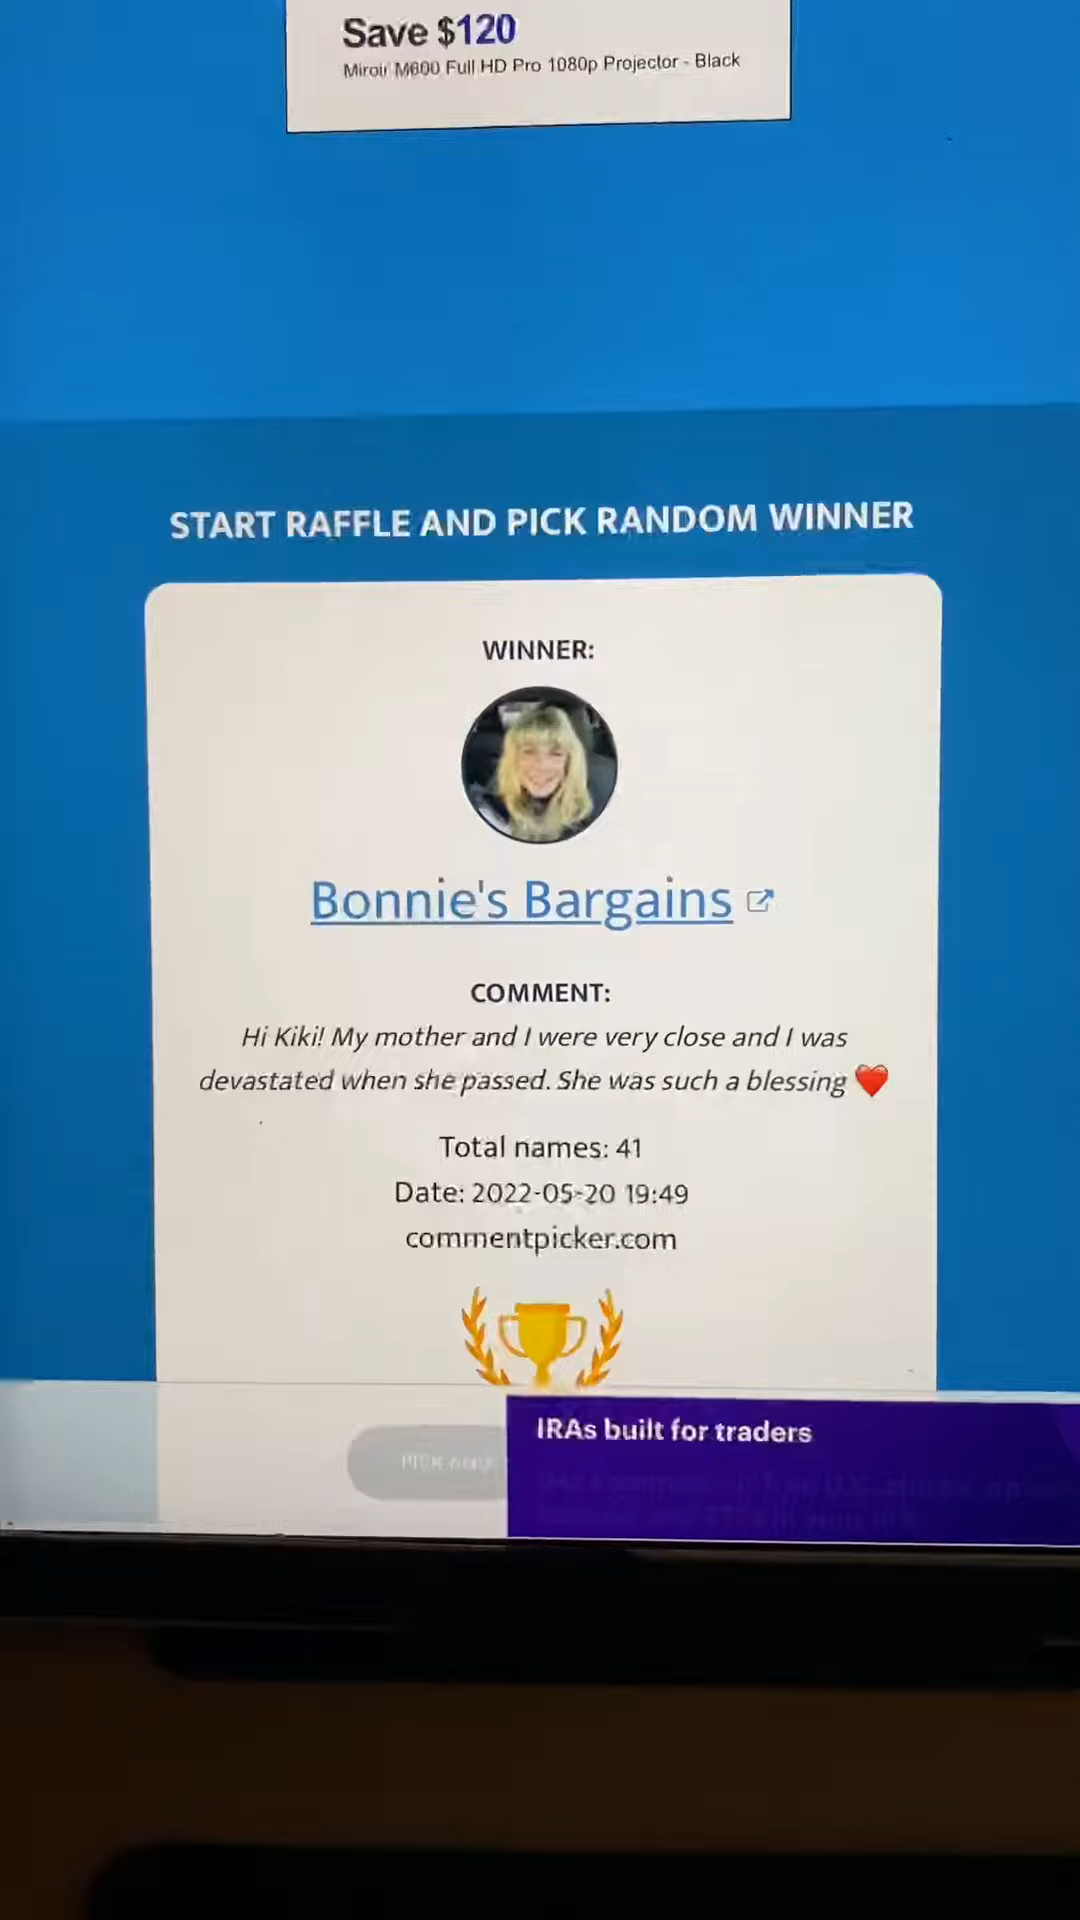 Save $120
Miroir M600 Full HD Pro 1080p Projector - Black
START RAFFLE AND PICK RANDOM WINNER
WINNER:
Bonnie's Bargains
COMMENT:
Hi Kiki! My mother and I were very close and I was
devastated when she passed. She was such a blessing ❤️
Total names: 41
Date: 2022-05-20 19:49
commentpicker.com
IRAs built for traders